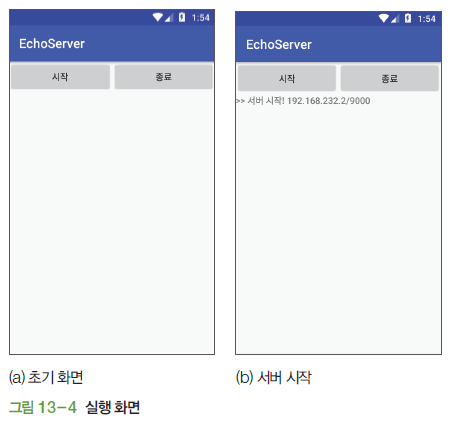 1:54
EchoServer
시작
종료
1:54
EchoServer
시작
종료
>> 서버 시작! 192.168.232.2/9000
(a) 초기 화면
(b) 서버 시작
그림 13-4 실행 화면